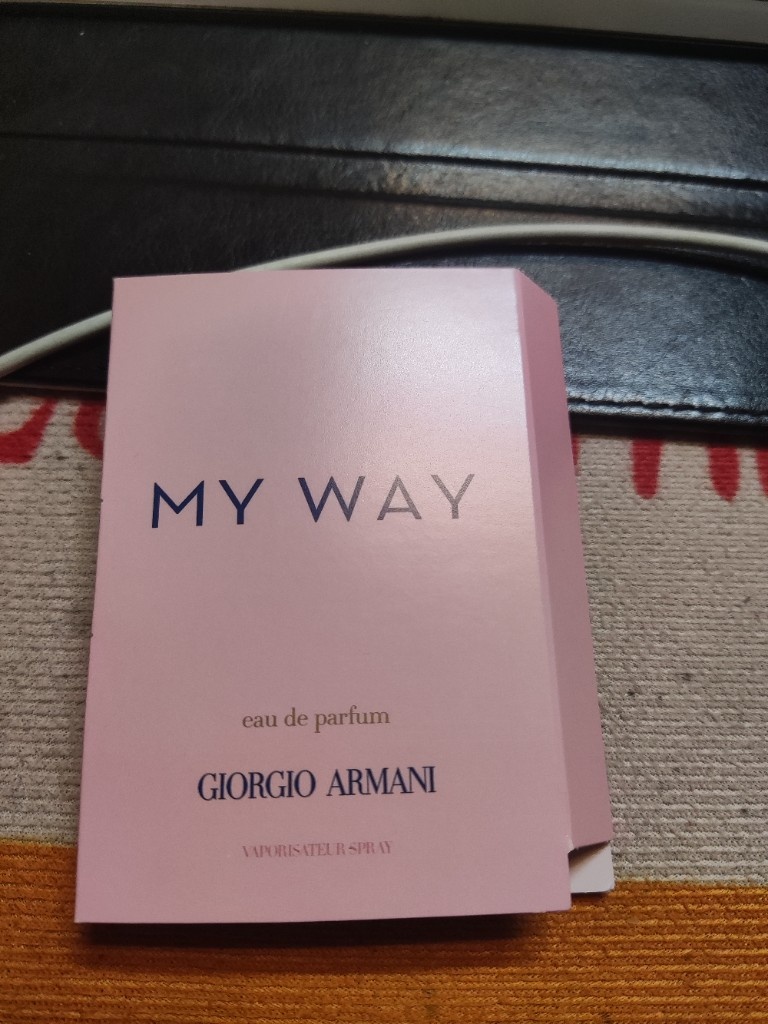 MY WAY
eau de parfum
GIORGIO ARMANI
VAPORISATEUR SPRAY